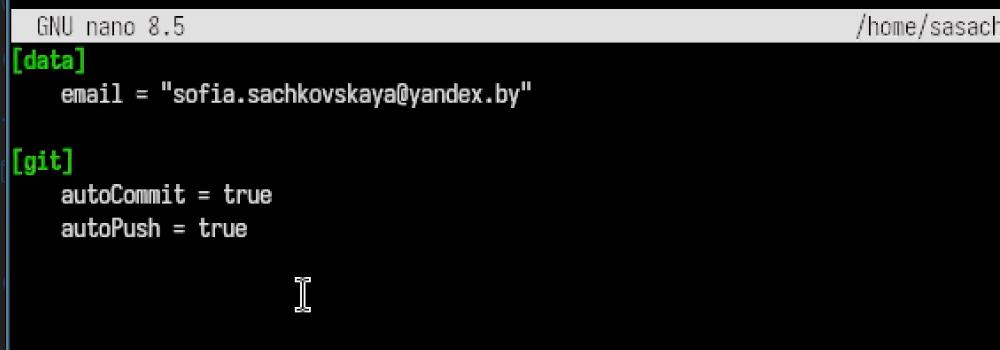 GNU nano 8.5 /home/sasach
[data]
email = "sofia.sachkovskaya@yandex.by"
[git]
autoCommit = true
autoPush = true